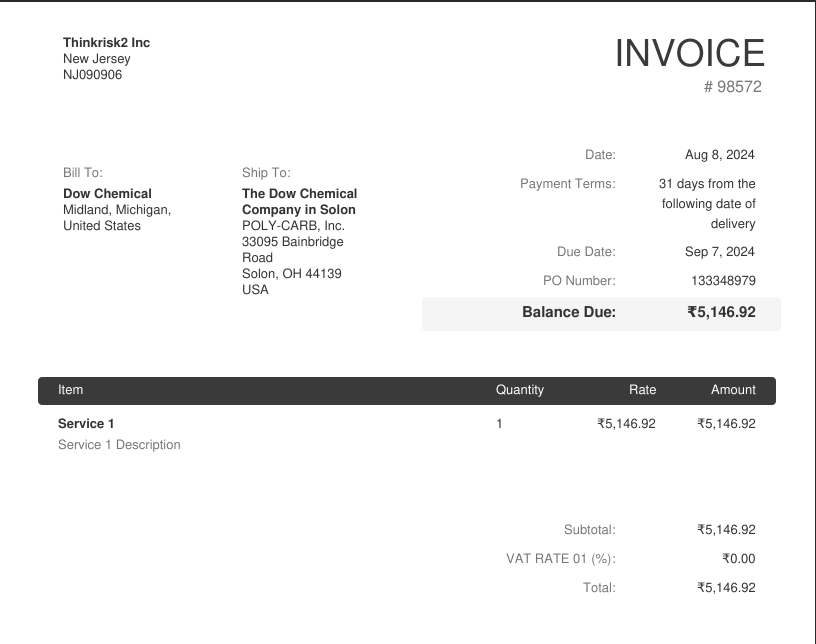 Thinkrisk2 Inc
New Jersey
NJ090906
INVOICE
# 98572
Bill To:
Dow Chemical
Midland, Michigan,
United States
Ship To:
The Dow Chemical
Company in Solon
POLY-CARB, Inc.
33095 Bainbridge
Road
Solon, OH 44139
USA
Date: Aug 8, 2024
Payment Terms: 31 days from the
following date of
delivery
Due Date: Sep 7, 2024
PO Number: 133348979
Balance Due: ₹5,146.92
Item Quantity Rate Amount
Service 1 1 ₹5,146.92 ₹5,146.92
Service 1 Description
Subtotal: ₹5,146.92
VAT RATE 01 (%): ₹0.00
Total: ₹5,146.92